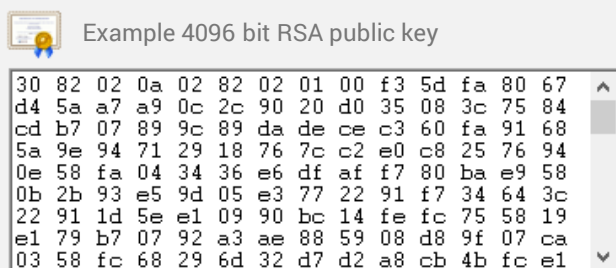 Example 4096 bit RSA public key
30 82 02 0a 02 82 02 01 00 f3 5d fa 80 67
d4 5a a7 a9 0c 2c 90 20 d0 35 08 3c 75 84
cd b7 07 89 9c 89 da de ce c3 60 fa 91 68
5a 9e 94 71 29 18 76 7c c2 e0 c8 25 76 94
0e 58 fa 04 34 36 e6 df af f7 80 ba e9 58
0b 2b 93 e5 9d 05 e3 77 22 91 f7 34 64 3c
22 91 1d 5e e1 09 90 bc 14 fe fc 75 58 19
e1 79 b7 07 92 a3 ae 88 59 08 d8 9f 07 ca
03 58 fc 68 29 6d 32 d7 d2 a8 cb 4b fc e1